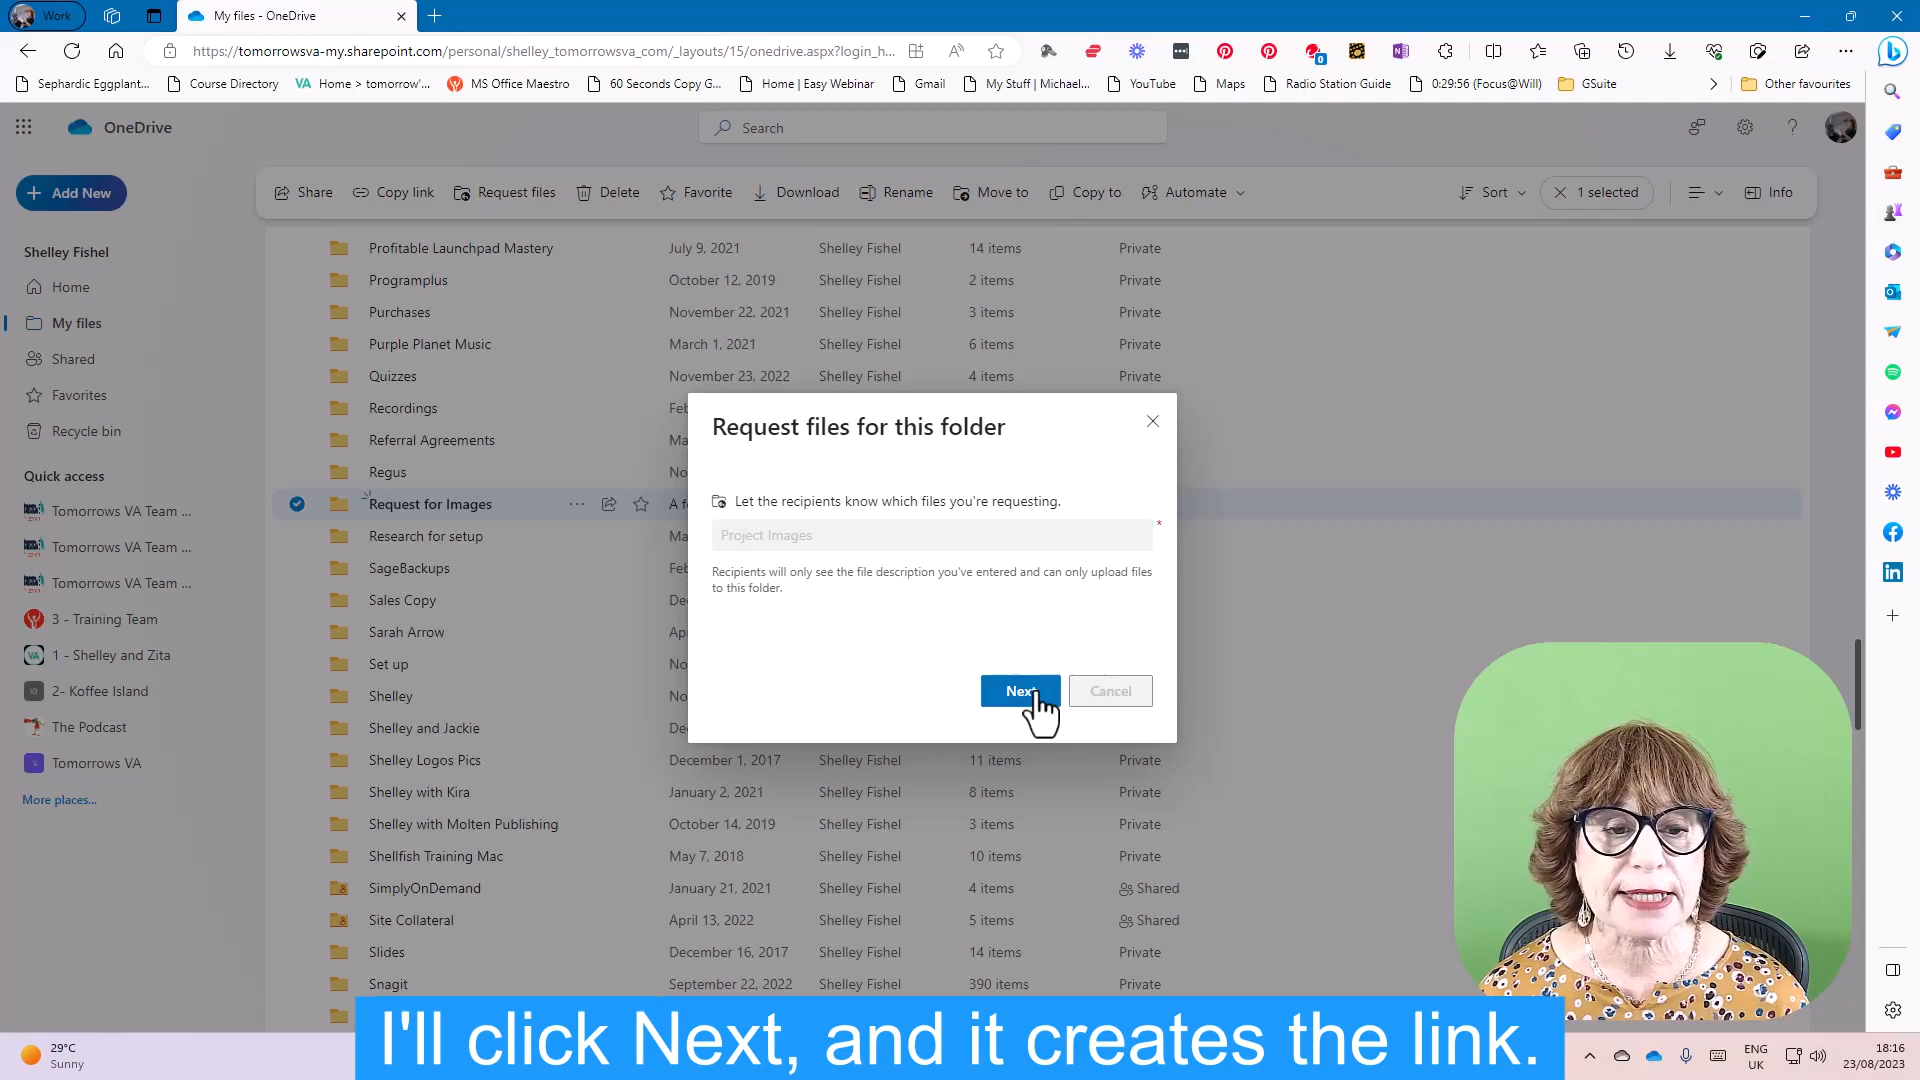 Work
My files - OneDrive
https://tomorrowsva-my.sharepoint.com/personal/shelley_tomorrowsva_com/_layouts/15/onedrive.aspx?login_h...
Sephardic Eggplant...
Course Directory
VA Home > tomorrow'...
MS Office Maestro
60 Seconds Copy G...
Home | Easy Webinar
Gmail
My Stuff | Michael...
YouTube
Maps
Radio Station Guide
0:29:56 (Focus@Will)
GSuite
Other favourites
OneDrive
Search
Add New
Share
Copy link
Request files
Delete
Favorite
Download
Rename
Move to
Copy to
Automate
Sort
1 selected
Info
Shelley Fishel
Home
My files
Shared
Favorites
Recycle bin
Quick access
Tomorrows VA Team ...
Tomorrows VA Team ...
Tomorrows VA Team ...
3 - Training Team
VA 1 - Shelley and Zita
KI 2- Koffee Island
The Podcast
Tomorrows VA
More places...
Profitable Launchpad Mastery July 9, 2021 Shelley Fishel 14 items Private
Programplus October 12, 2019 Shelley Fishel 2 items Private
Purchases November 22, 2021 Shelley Fishel 3 items Private
Purple Planet Music March 1, 2021 Shelley Fishel 6 items Private
Quizzes November 23, 2022 Shelley Fishel 4 items Private
Recordings Feb
Referral Agreements Ma
Regus No
Request for Images A fe
Research for setup Ma
SageBackups Feb
Sales Copy Dec
Sarah Arrow Apr
Set up No
Shelley No
Shelley and Jackie Dec
Shelley Logos Pics December 1, 2017 Shelley Fishel 11 items Private
Shelley with Kira January 2, 2021 Shelley Fishel 8 items Private
Shelley with Molten Publishing October 14, 2019 Shelley Fishel 3 items Private
Shellfish Training Mac May 7, 2018 Shelley Fishel 10 items Private
SimplyOnDemand January 21, 2021 Shelley Fishel 4 items Shared
Site Collateral April 13, 2022 Shelley Fishel 5 items Shared
Slides December 16, 2017 Shelley Fishel 14 items Private
Snagit September 22, 2022 Shelley Fishel 390 items Private
Request files for this folder
Let the recipients know which files you're requesting.
Project Images *
Recipients will only see the file description you've entered and can only upload files
to this folder.
Next
Cancel
I'll click Next, and it creates the link.
29°C
Sunny
ENG
UK
18:16
23/08/2023